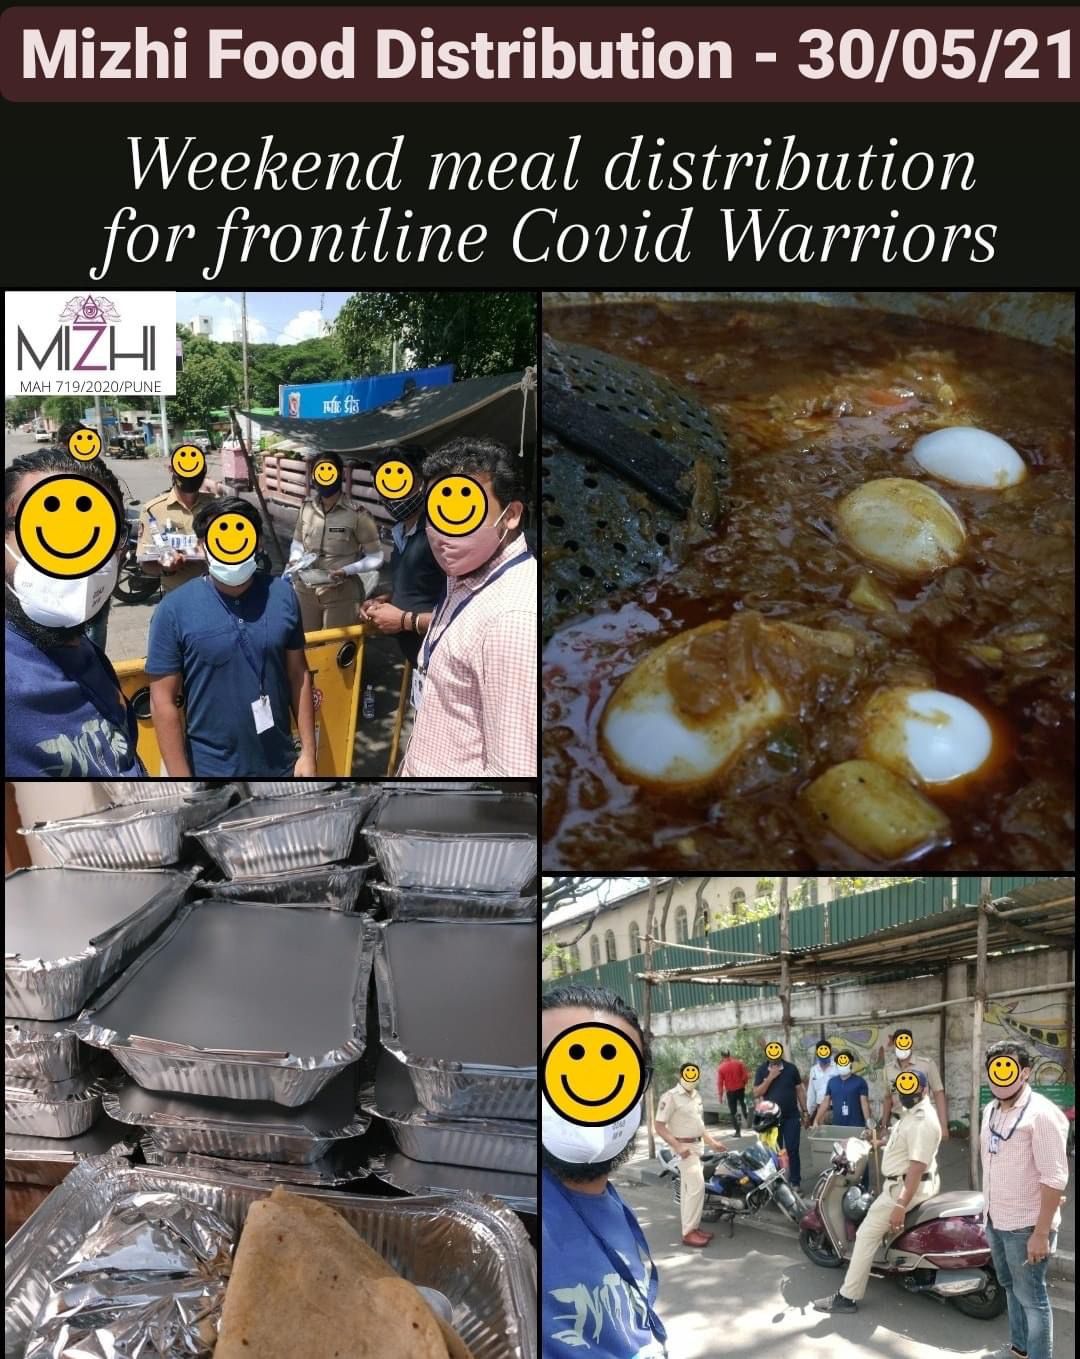 Mizhi Food Distribution - 30/05/21
Weekend meal distribution
for frontline Covid Warriors
MIZHI
MAH 719/2020/PUNE